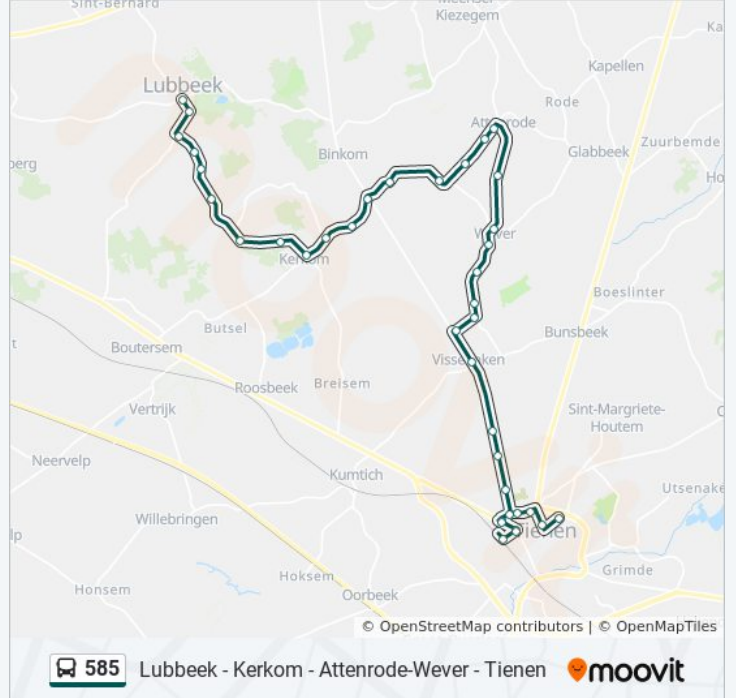 Sint-Bernard
Meensel
Kiezegem
Ka
Kapellen
Lubbeek
Rode
Attenrode
Zuurbemde
Binkom
Glabbeek
berg
Ho
Wever
Kerkom
Boeslinter
Butsel
Bunsbeek
t
Boutersem
Vissenaken
Roosbeek
Breisem
Vertrijk
Sint-Margriete-
Houtem
C
Neervelp
Kumtich
Utsenake
Willebringen
lp
Tienen
Hoksem
Grimde
Honsem
Oorbeek
© OpenStreetMap contributors | © OpenMapTiles
585 Lubbeek - Kerkom - Attenrode-Wever - Tienen moovit